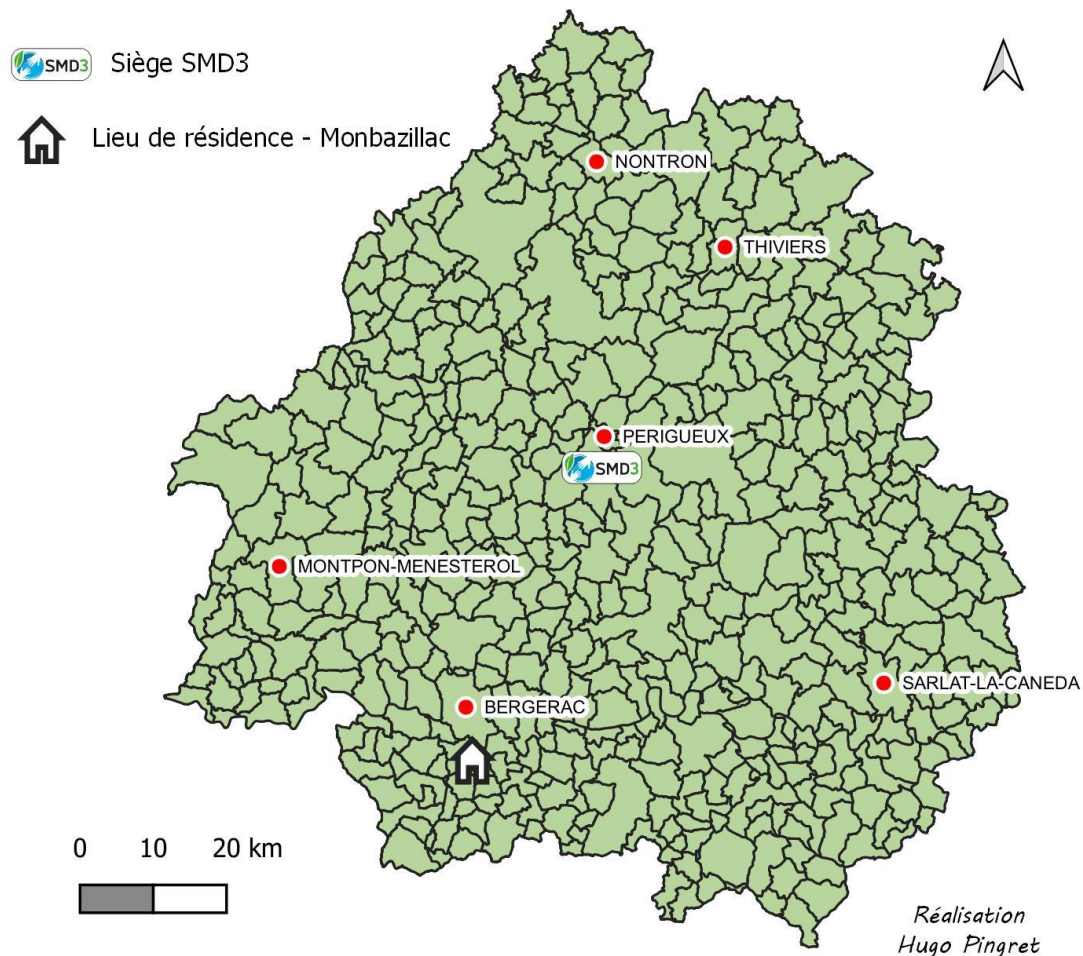 SMD3 Siège SMD3
Lieu de résidence - Monbazillac
NONTRON
THIVIERS
PERIGUEUX
SMD3
MONTPON-MENESTEROL
SARLAT-LA-CANEDA
BERGERAC
0 10 20 km
Réalisation
Hugo Pingret